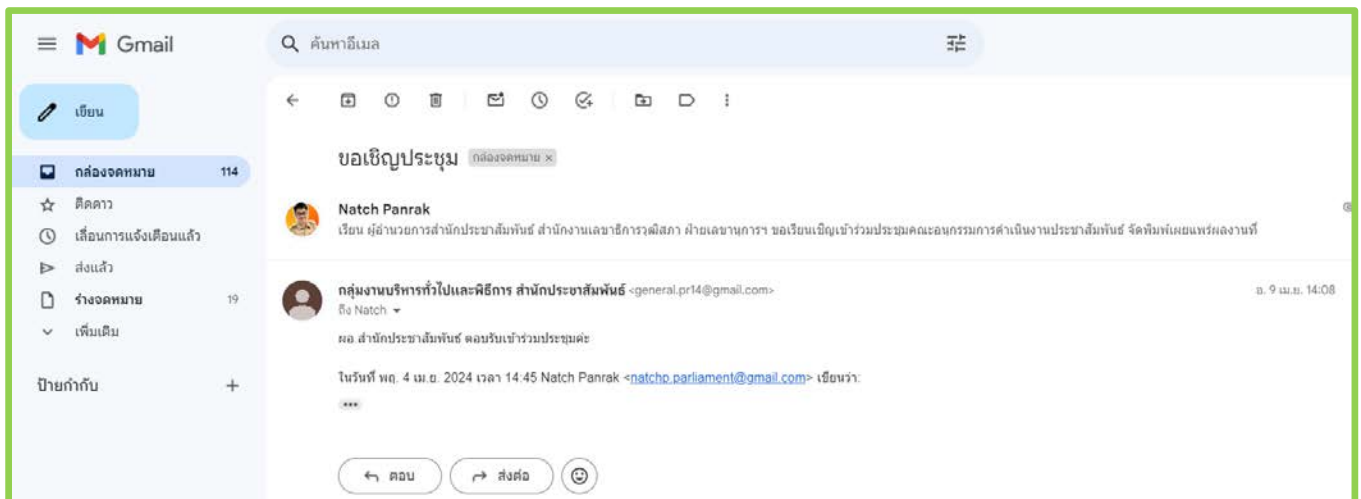 Gmail
ค้นหาอีเมล
เขียน
กล่องจดหมาย 114
ติดดาว
เลื่อนการแจ้งเตือนแล้ว
ส่งแล้ว
ร่างจดหมาย 19
เพิ่มเติม
ป้ายกำกับ +
ขอเชิญประชุม กล่องจดหมาย ×
Natch Panrak
เรียน ผู้อำนวยการสำนักประชาสัมพันธ์ สำนักงานเลขาธิการวุฒิสภา ฝ่ายเลขานุการฯ ขอเรียนเชิญเข้าร่วมประชุมคณะอนุกรรมการดำเนินงานประชาสัมพันธ์ จัดพิมพ์เผยแพร่ผลงานที่
กลุ่มงานบริหารทั่วไปและพิธีการ สำนักประชาสัมพันธ์ <general.pr14@gmail.com> อ. 9 เม.ย. 14:08
ถึง Natch
ผอ สำนักประชาสัมพันธ์ ตอบรับเข้าร่วมประชุมค่ะ
ในวันที่ พฤ. 4 เม.ย. 2024 เวลา 14:45 Natch Panrak <natchp.parliament@gmail.com> เขียนว่า:
•••
ตอบ ส่งต่อ